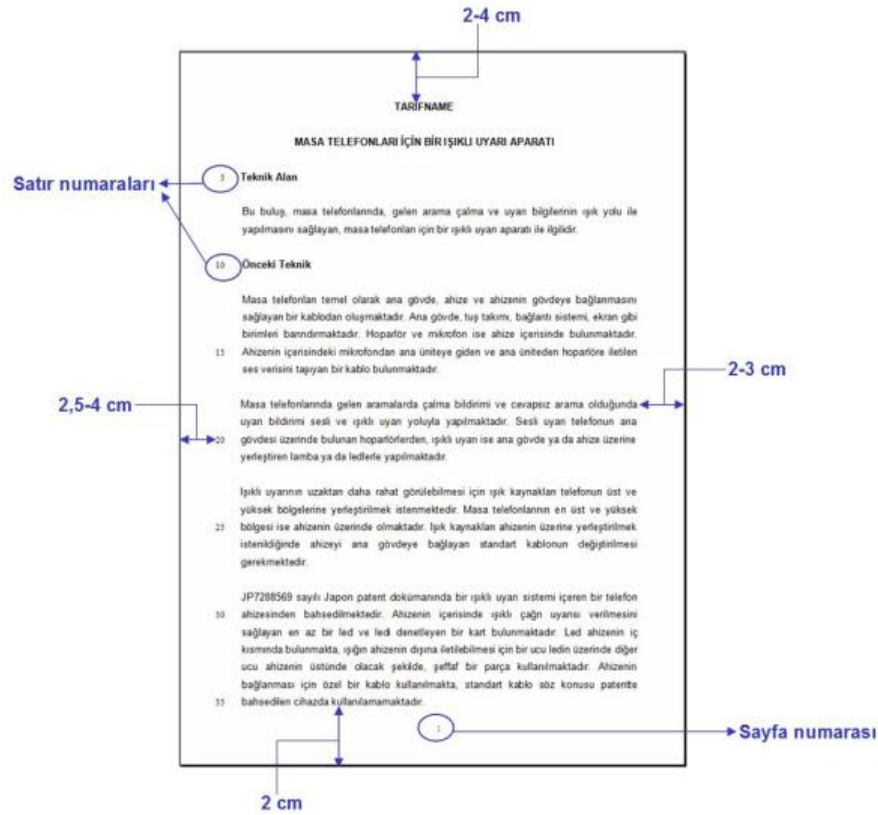 2-4 cm
TARİFNAME
MASA TELEFONLARI İÇİN BİR IŞIKLI UYARI APARATI
Satır numaraları
5 Teknik Alan
Bu buluş, masa telefonlarında, gelen arama çalma ve uyarı bilgilerinin ışık yolu ile
yapılmasını sağlayan, masa telefonları için bir ışıklı uyarı aparatı ile ilgilidir.
10 Önceki Teknik
Masa telefonları temel olarak ana gövde, ahize ve ahizenin gövdeye bağlanmasını
sağlayan bir kablodan oluşmaktadır. Ana gövde, tuş takımı, bağlantı sistemi, ekran gibi
birimleri barındırmaktadır. Hoparlör ve mikrofon ise ahize içerisinde bulunmaktadır.
15 Ahizenin içerisindeki mikrofondan ana üniteye giden ve ana üniteden hoparlöre iletilen
ses verisini taşıyan bir kablo bulunmaktadır.
2-3 cm
2,5-4 cm
Masa telefonlarında gelen aramalarda çalma bildirimi ve cevapsız arama olduğunda
uyarı bildirimi sesli ve ışıklı uyarı yoluyla yapılmaktadır. Sesli uyarı telefonun ana
20 gövdesi üzerinde bulunan hoparlörlerden, ışıklı uyarı ise ana gövde ya da ahize üzerine
yerleştiren lamba ya da ledlerle yapılmaktadır.
Işıklı uyarının uzaktan daha rahat görülebilmesi için ışık kaynakları telefonun üst ve
yüksek bölgelerine yerleştirilmek istenmektedir. Masa telefonlarının en üst ve yüksek
25 bölgesi ise ahizenin üzerinde olmaktadır. Işık kaynakları ahizenin üzerine yerleştirilmek
istenildiğinde ahizeyi ana gövdeye bağlayan standart kablonun değiştirilmesi
gerekmektedir.
JP7288569 sayılı Japon patent dokümanında bir ışıklı uyarı sistemi içeren bir telefon
30 ahizesinden bahsedilmektedir. Ahizenin içerisinde ışıklı çağrı uyarısı verilmesini
sağlayan en az bir led ve ledi denetleyen bir kart bulunmaktadır. Led ahizenin iç
kısmında bulunmakta, ışığın ahizenin dışına iletilebilmesi için bir ucu ledin üzerinde diğer
ucu ahizenin üstünde olacak şekilde, şeffaf bir parça kullanılmaktadır. Ahizenin
bağlanması için özel bir kablo kullanılmakta, standart kablo söz konusu patentte
35 bahsedilen cihazda kullanılamamaktadır.
1
Sayfa numarası
2 cm